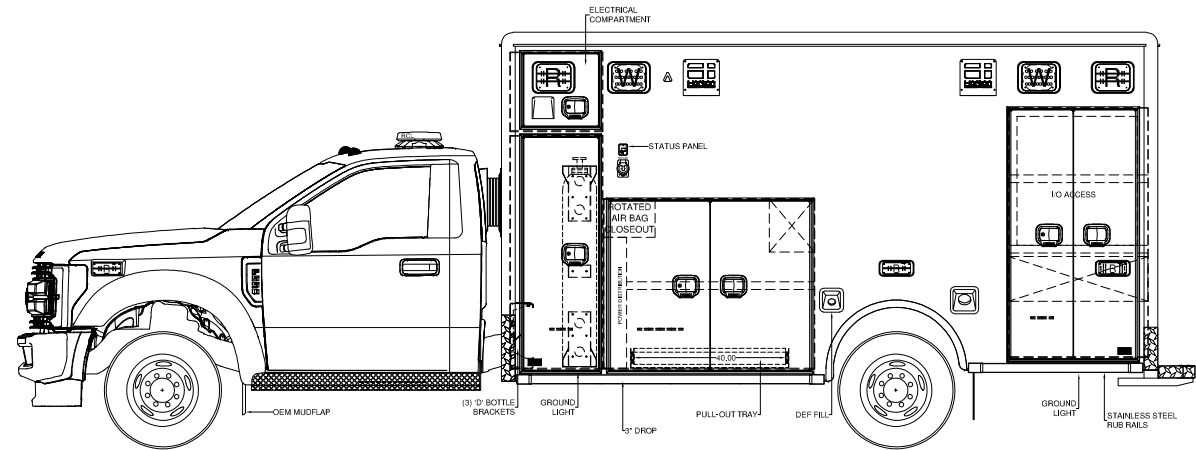 ELECTRICAL
COMPARTMENT
R
W
W
R
RCL
STATUS PANEL
I/O ACCESS
ROTATED
AIR BAG
CLOSEOUT
POWER DISTRIBUTION
40.00
(3) 'D' BOTTLE
BRACKETS
GROUND
LIGHT
PULL-OUT TRAY
DEF FILL
GROUND
LIGHT
STAINLESS STEEL
RUB RAILS
OEM MUDFLAP
3" DROP